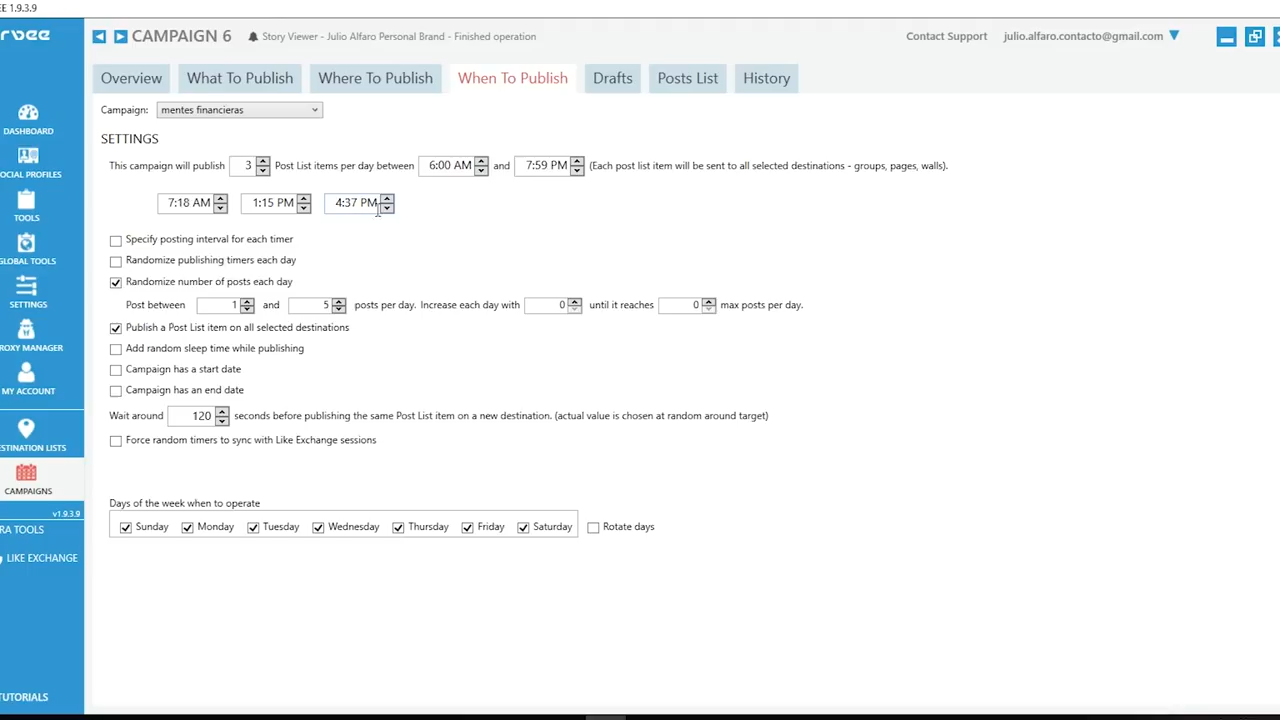 EE 1.9.3.9
rvee
CAMPAIGN 6
Story Viewer - Julio Alfaro Personal Brand - Finished operation
Contact Support
julio.alfaro.contacto@gmail.com
Overview What To Publish Where To Publish When To Publish Drafts Posts List History
Campaign: mentes financieras
SETTINGS
This campaign will publish 3 Post List items per day between 6:00 AM and 7:59 PM (Each post list item will be sent to all selected destinations - groups, pages, walls).
7:18 AM 1:15 PM 4:37 PM
Specify posting interval for each timer
Randomize publishing timers each day
Randomize number of posts each day
Post between 1 and 5 posts per day. Increase each day with 0 until it reaches 0 max posts per day.
Publish a Post List item on all selected destinations
Add random sleep time while publishing
Campaign has a start date
Campaign has an end date
Wait around 120 seconds before publishing the same Post List item on a new destination. (actual value is chosen at random around target)
Force random timers to sync with Like Exchange sessions
Days of the week when to operate
Sunday Monday Tuesday Wednesday Thursday Friday Saturday Rotate days
DASHBOARD
OCIAL PROFILES
TOOLS
GLOBAL TOOLS
SETTINGS
ROXY MANAGER
MY ACCOUNT
ESTINATION LISTS
CAMPAIGNS
v1.9.3.9
RA TOOLS
LIKE EXCHANGE
TUTORIALS